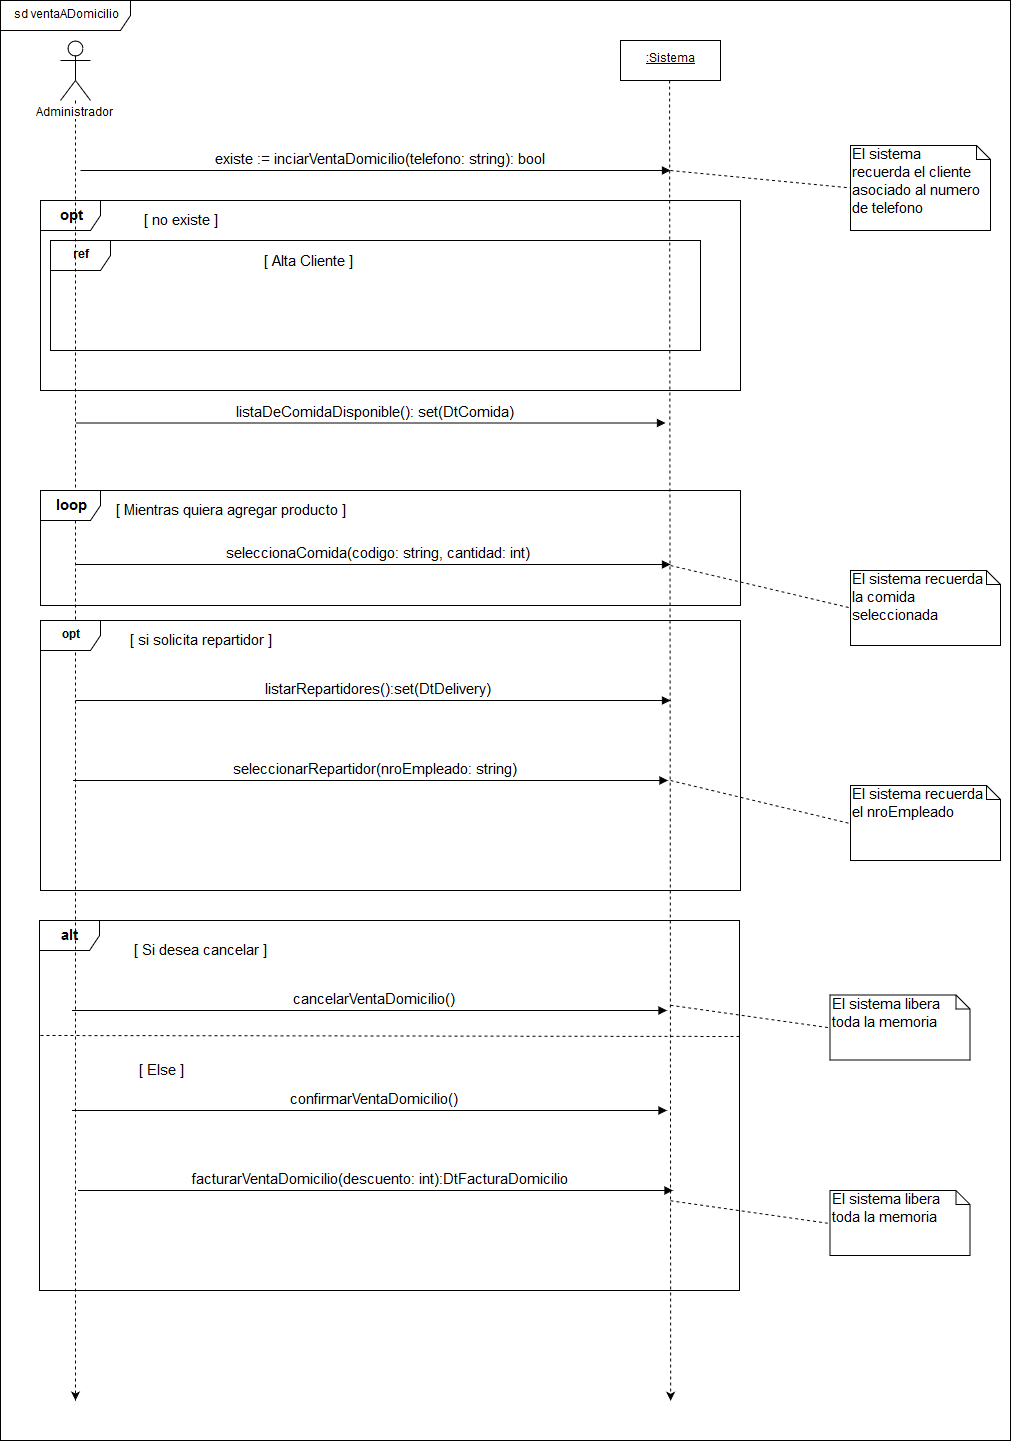 sd ventaADomicilio
:Sistema
Administrador
existe := inciarVentaDomicilio(telefono: string): bool
El sistema
recuerda el cliente
asociado al numero
de telefono
opt
[ no existe ]
ref
[ Alta Cliente ]
listaDeComidaDisponible(): set(DtComida)
loop
[ Mientras quiera agregar producto ]
seleccionaComida(codigo: string, cantidad: int)
El sistema recuerda
la comida
seleccionada
opt
[ si solicita repartidor ]
listarRepartidores():set(DtDelivery)
seleccionarRepartidor(nroEmpleado: string)
El sistema recuerda
el nroEmpleado
alt
[ Si desea cancelar ]
cancelarVentaDomicilio()
El sistema libera
toda la memoria
[ Else ]
confirmarVentaDomicilio()
facturarVentaDomicilio(descuento: int):DtFacturaDomicilio
El sistema libera
toda la memoria